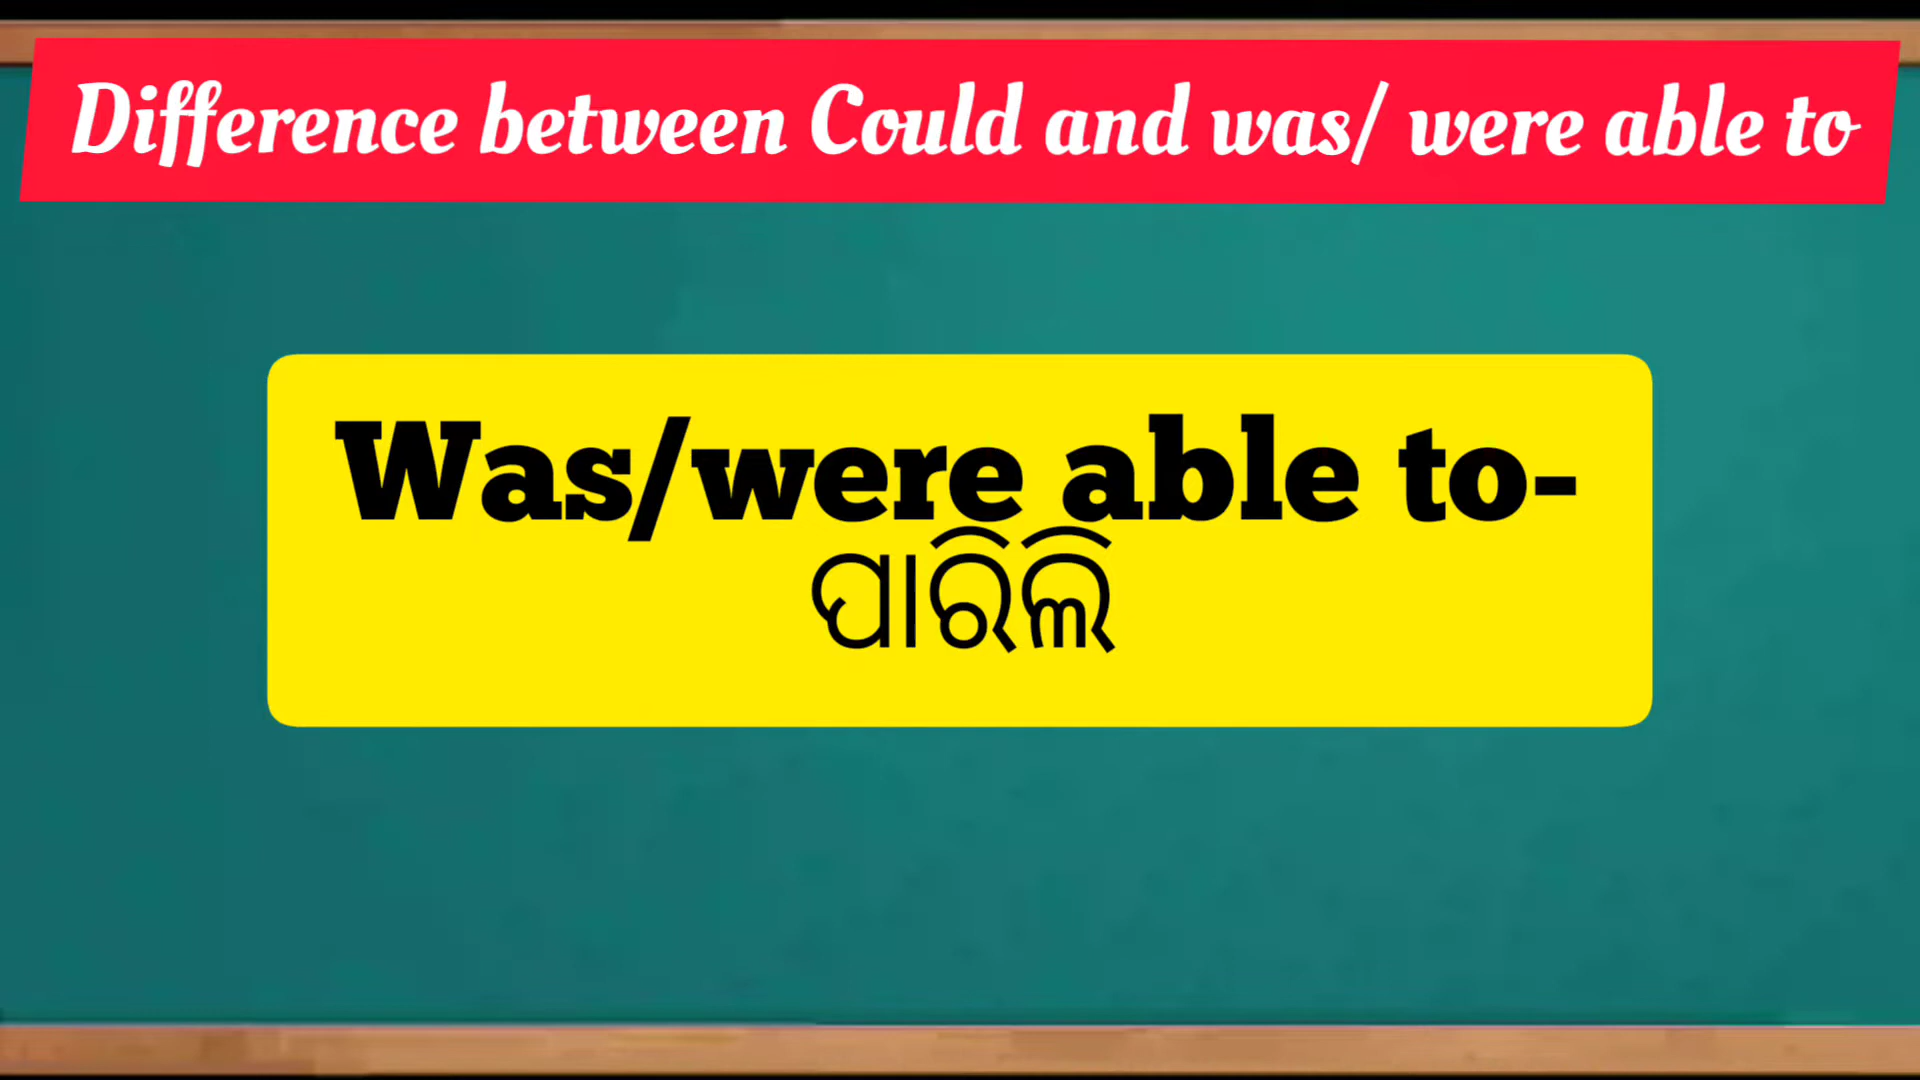 Difference between Could and was/ were able to
Was/were able to-
ପାରିଲି